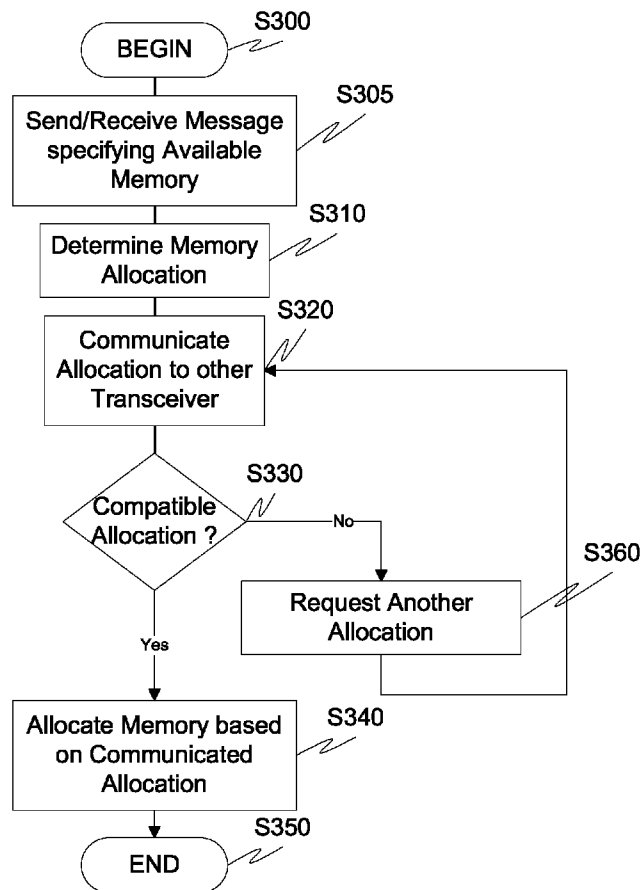 BEGIN
S300
Send/Receive Message
specifying Available
Memory
S305
Determine Memory
Allocation
S310
Communicate
Allocation to other
Transceiver
S320
Compatible
Allocation ?
S330
No
Request Another
Allocation
S360
Yes
Allocate Memory based
on Communicated
Allocation
S340
END
S350